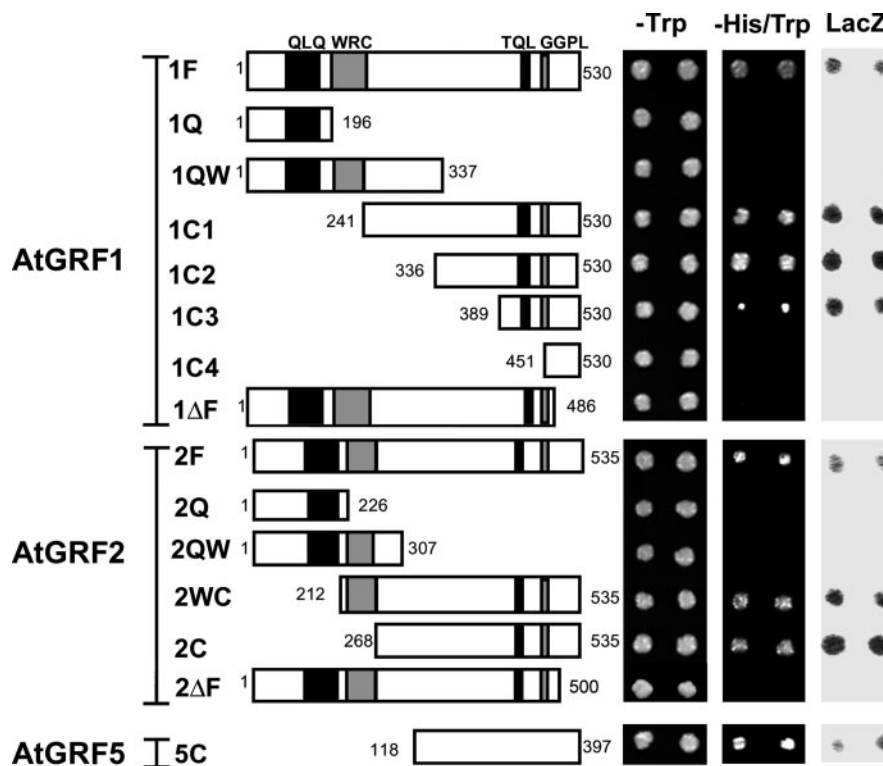 -Trp -His/Trp LacZ
QLQ WRC TQL GGPL
AtGRF1
1F 1 530
1Q 1 196
1QW 1 337
1C1 241 530
1C2 336 530
1C3 389 530
1C4 451 530
1ΔF 1 486
AtGRF2
2F 1 535
2Q 1 226
2QW 1 307
2WC 212 535
2C 268 535
2ΔF 1 500
AtGRF5
5C 118 397